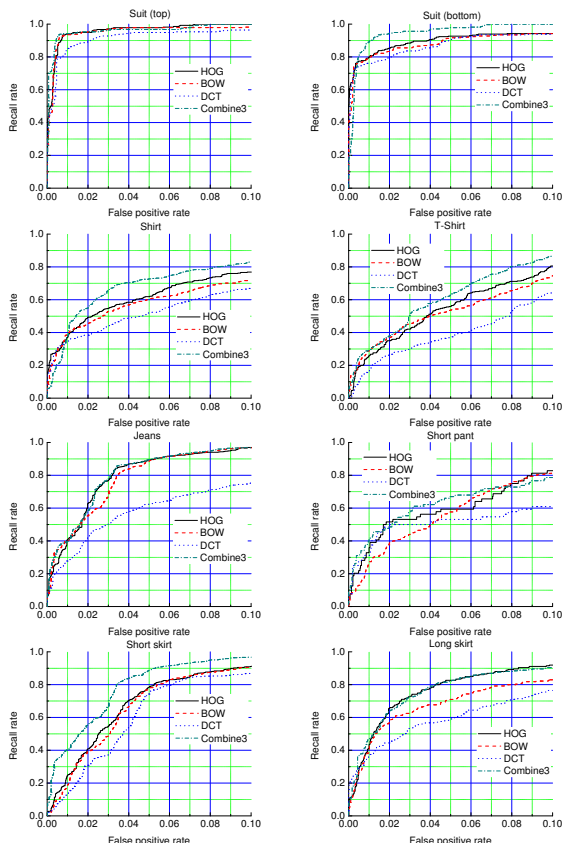 Suit (top)
1.0
0.8
0.6
0.4
0.2
0.0
Recall rate
HOG
BOW
DCT
Combine3
0.00 0.02 0.04 0.06 0.08 0.10
False positive rate
Suit (bottom)
1.0
0.8
0.6
0.4
0.2
0.0
Recall rate
HOG
BOW
DCT
Combine3
0.00 0.02 0.04 0.06 0.08 0.10
False positive rate
Shirt
1.0
0.8
0.6
0.4
0.2
0.0
Recall rate
HOG
BOW
DCT
Combine3
0.00 0.02 0.04 0.06 0.08 0.10
False positive rate
T-Shirt
1.0
0.8
0.6
0.4
0.2
0.0
Recall rate
HOG
BOW
DCT
Combine3
0.00 0.02 0.04 0.06 0.08 0.10
False positive rate
Jeans
1.0
0.8
0.6
0.4
0.2
0.0
Recall rate
HOG
BOW
DCT
Combine3
0.00 0.02 0.04 0.06 0.08 0.10
False positive rate
Short pant
1.0
0.8
0.6
0.4
0.2
0.0
Recall rate
HOG
BOW
DCT
Combine3
0.00 0.02 0.04 0.06 0.08 0.10
False positive rate
Short skirt
1.0
0.8
0.6
0.4
0.2
0.0
Recall rate
HOG
BOW
DCT
Combine3
0.00 0.02 0.04 0.06 0.08 0.10
False positive rate
Long skirt
1.0
0.8
0.6
0.4
0.2
0.0
Recall rate
HOG
BOW
DCT
Combine3
0.00 0.02 0.04 0.06 0.08 0.10
False positive rate